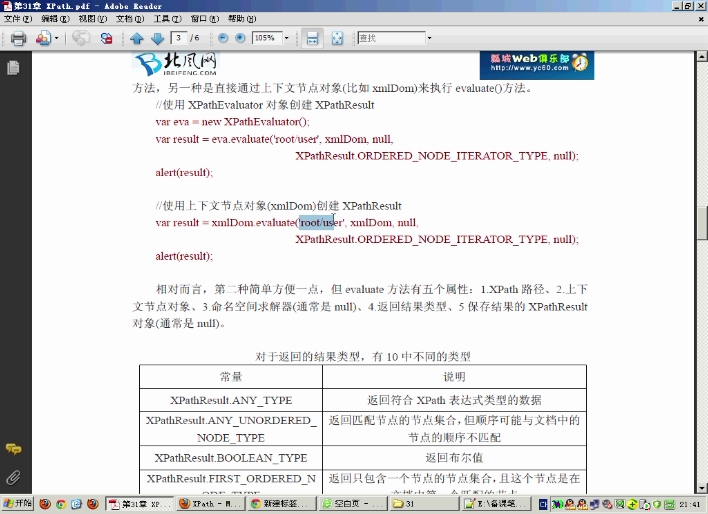 第31章 XPath.pdf - Adobe Reader
文件(F) 编辑(E) 视图(V) 文档(D) 工具(T) 窗口(W) 帮助(H)
3 / 6 105% 查找
北风网
IBEIFENG.COM
瓢城Web俱乐部
http://www.yc60.com
方法，另一种是直接通过上下文节点对象(比如 xmlDom)来执行 evaluate()方法。
//使用 XPathEvaluator 对象创建 XPathResult
var eva = new XPathEvaluator();
var result = eva.evaluate('root/user', xmlDom, null,
XPathResult.ORDERED_NODE_ITERATOR_TYPE, null);
alert(result);
//使用上下文节点对象(xmlDom)创建 XPathResult
var result = xmlDom.evaluate('root/user', xmlDom, null,
XPathResult.ORDERED_NODE_ITERATOR_TYPE, null);
alert(result);
相对而言，第二种简单方便一点，但 evaluate 方法有五个属性：1.XPath 路径、2.上下
文节点对象、3.命名空间求解器(通常是 null)、4.返回结果类型、5 保存结果的 XPathResult
对象(通常是 null)。
对于返回的结果类型，有 10 中不同的类型
常量 说明
XPathResult.ANY_TYPE 返回符合 XPath 表达式类型的数据
XPathResult.ANY_UNORDERED_ 返回匹配节点的节点集合,但顺序可能与文档中的
NODE_TYPE 节点的顺序不匹配
XPathResult.BOOLEAN_TYPE 返回布尔值
XPathResult.FIRST_ORDERED_N 返回只包含一个节点的节点集合,且这个节点是在
ODE_TYPE 文档中第一个匹配的节点
开始 第31章 XP... XPath - M... 新建标签... 空白页 - ... 31 E:\备课笔... 21:41